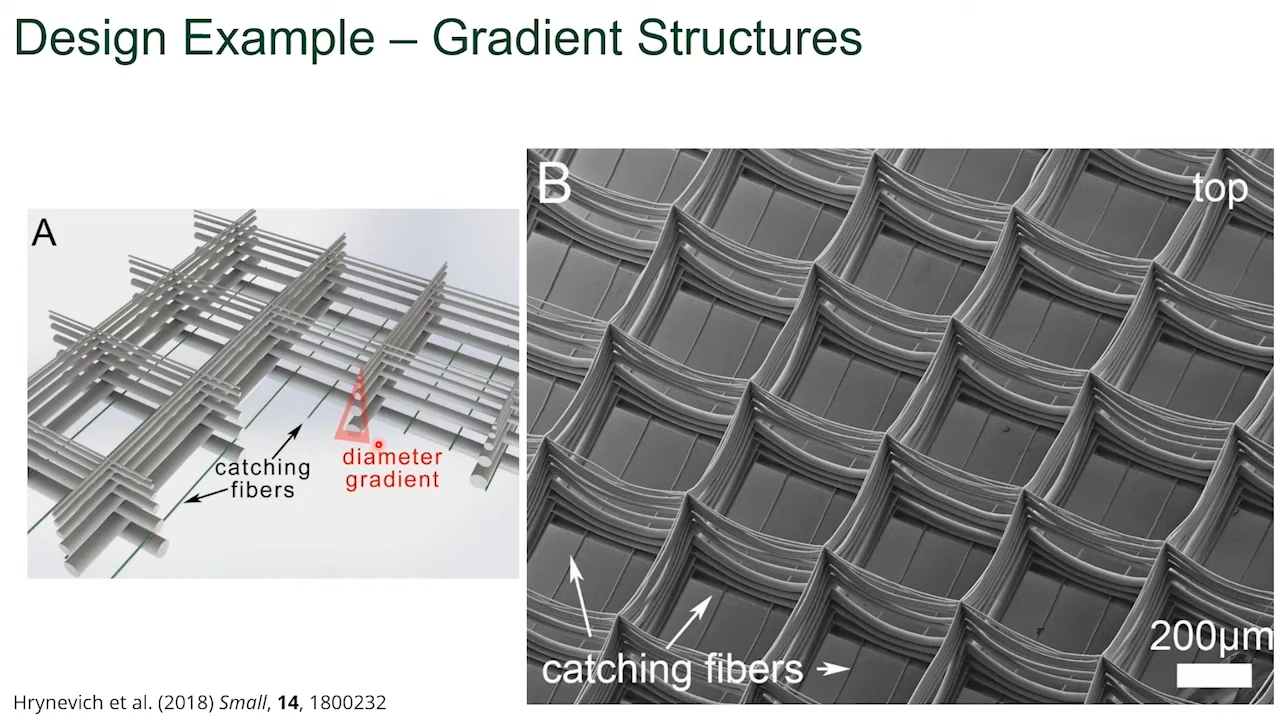 Design Example – Gradient Structures
A
catching
fibers
diameter
gradient
B
top
catching fibers
200µm
Hrynevich et al. (2018) Small, 14, 1800232